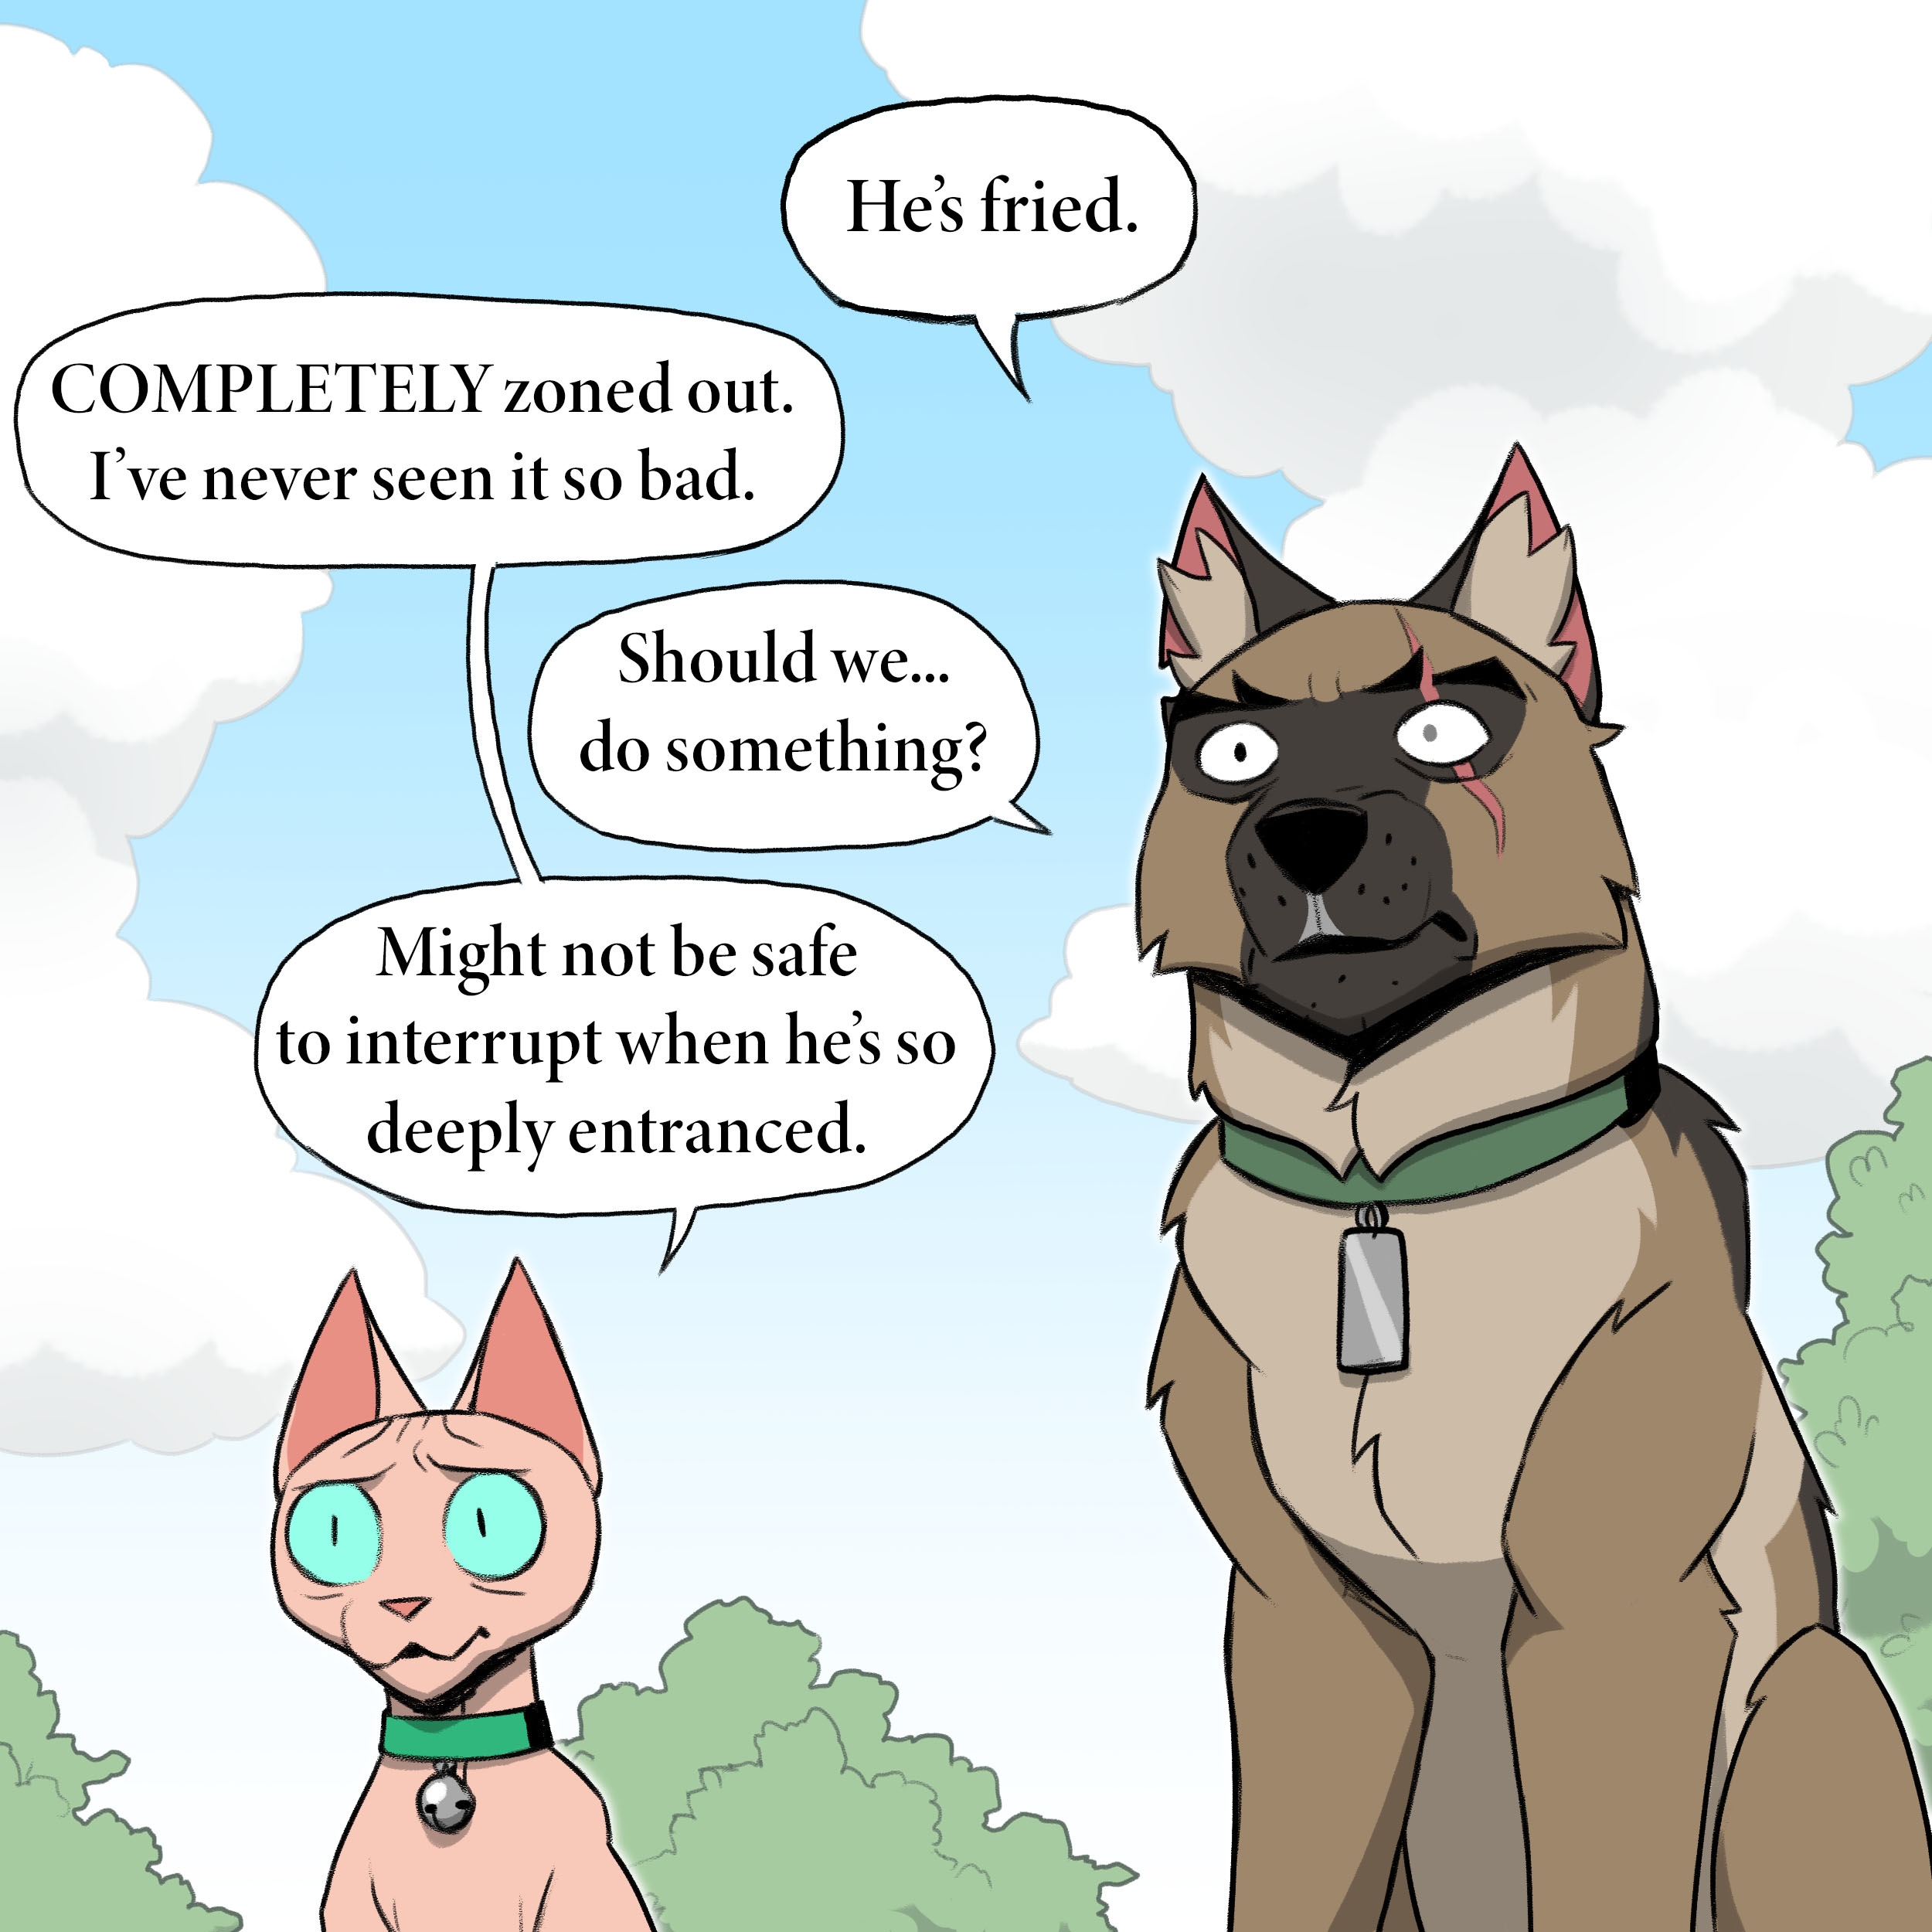 He’s fried.
COMPLETELY zoned out.
I’ve never seen it so bad.
Should we...
do something?
Might not be safe
to interrupt when he’s so
deeply entranced.